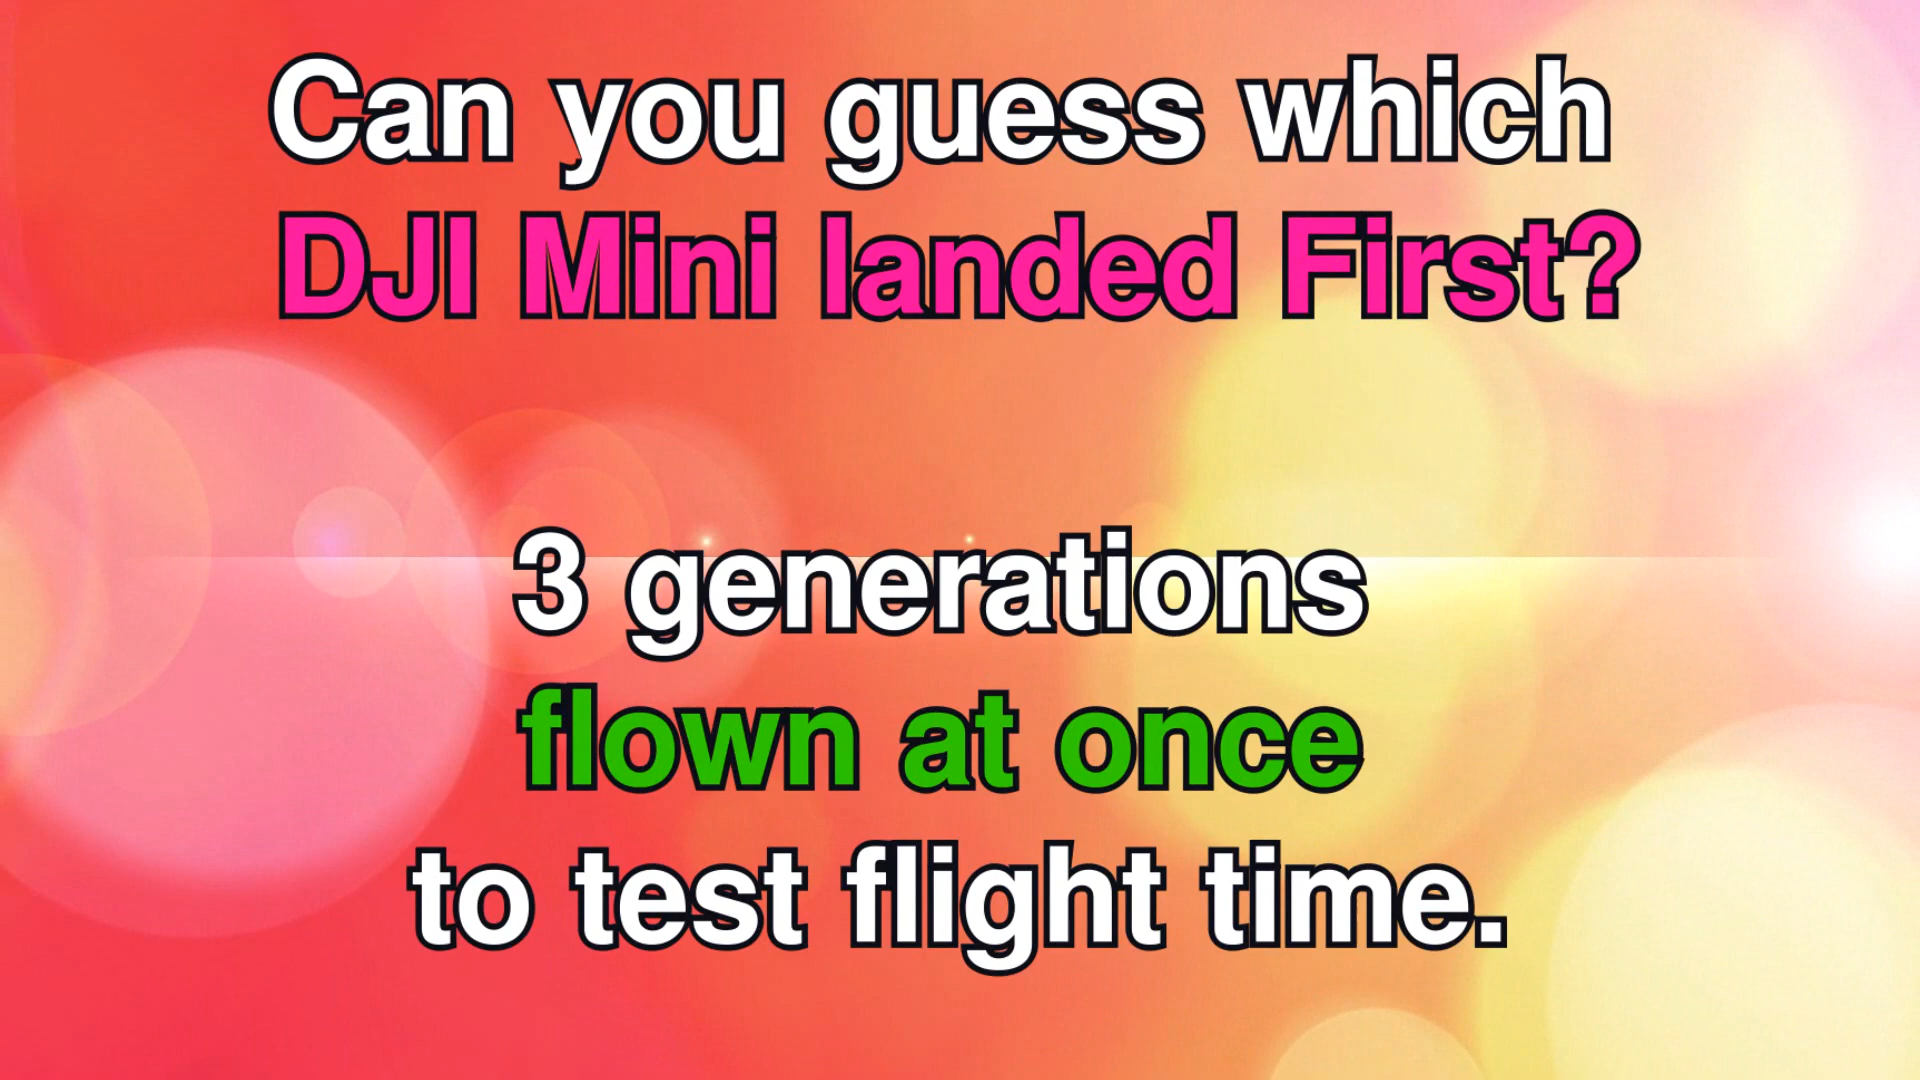 Can you guess which
DJI Mini landed First?
3 generations
flown at once
to test flight time.